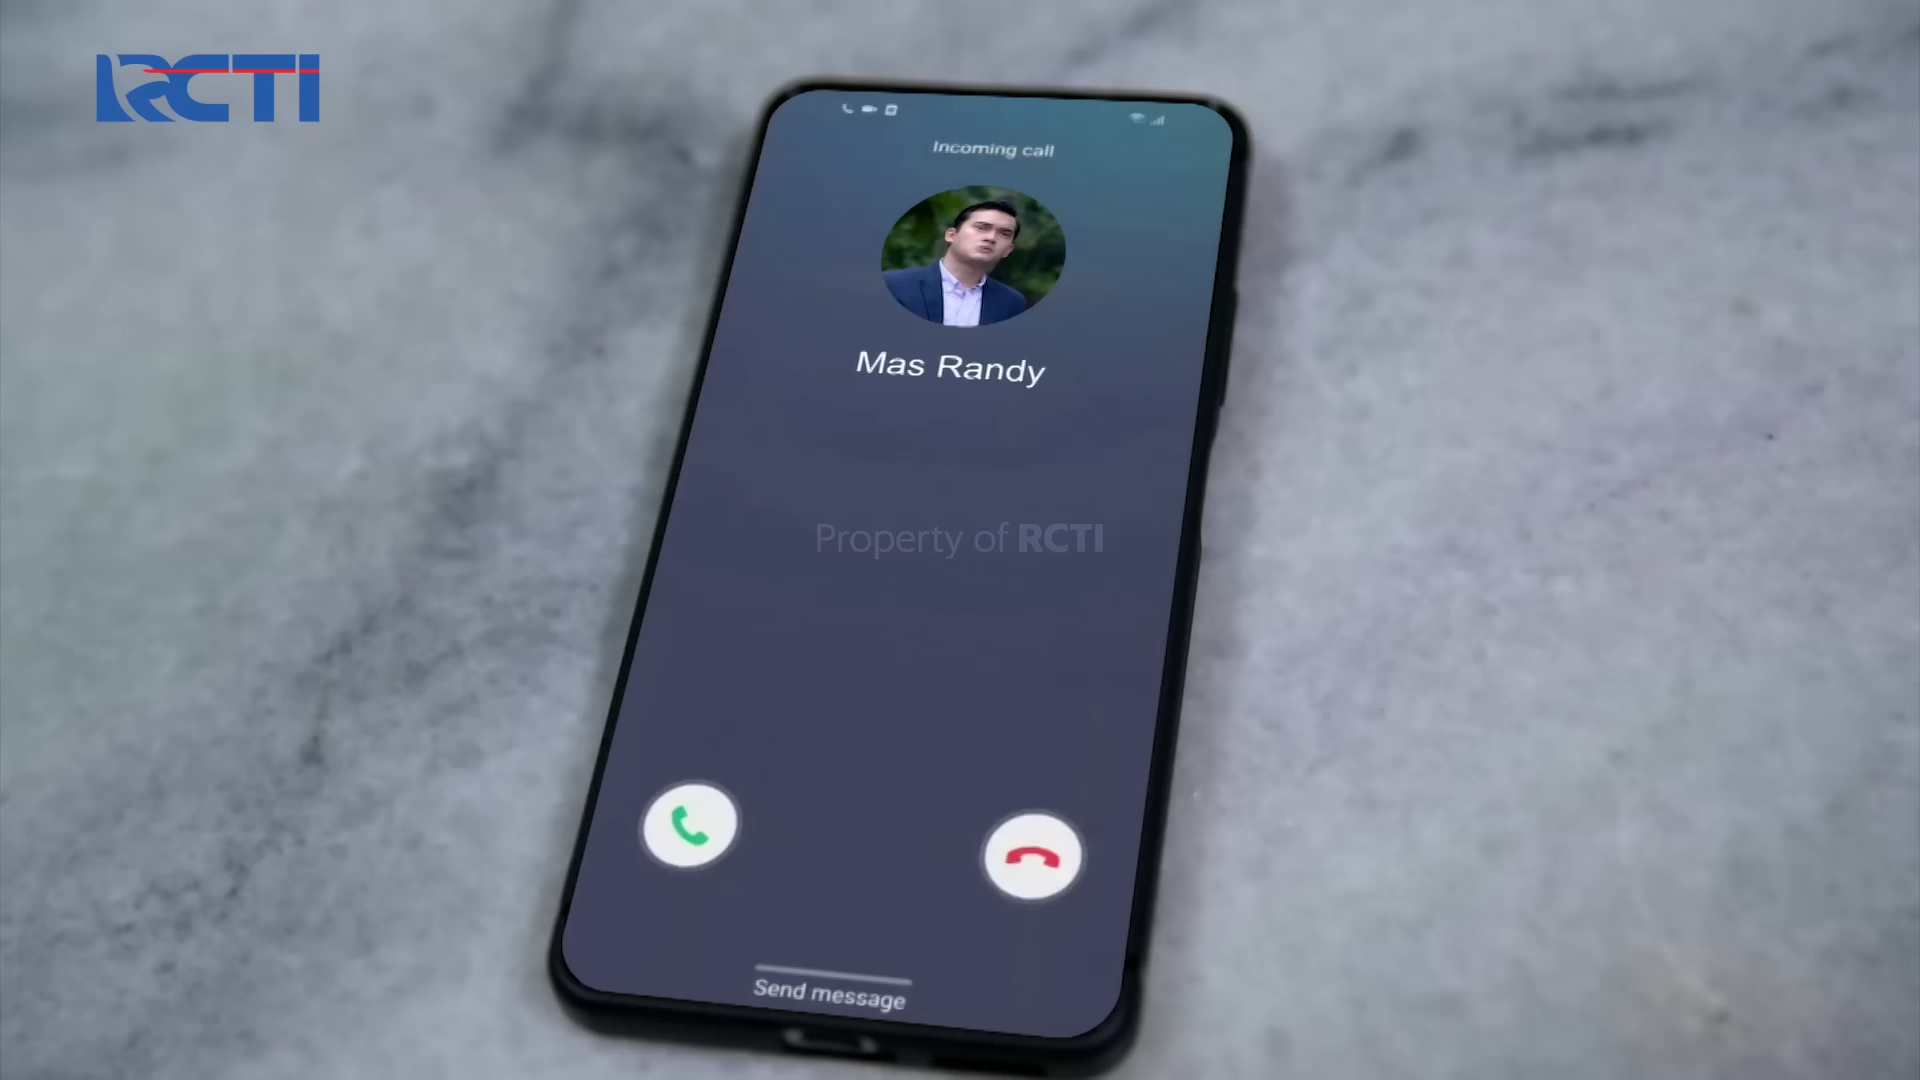 RCTI
Incoming call
Mas Randy
Property of RCTI
Send message